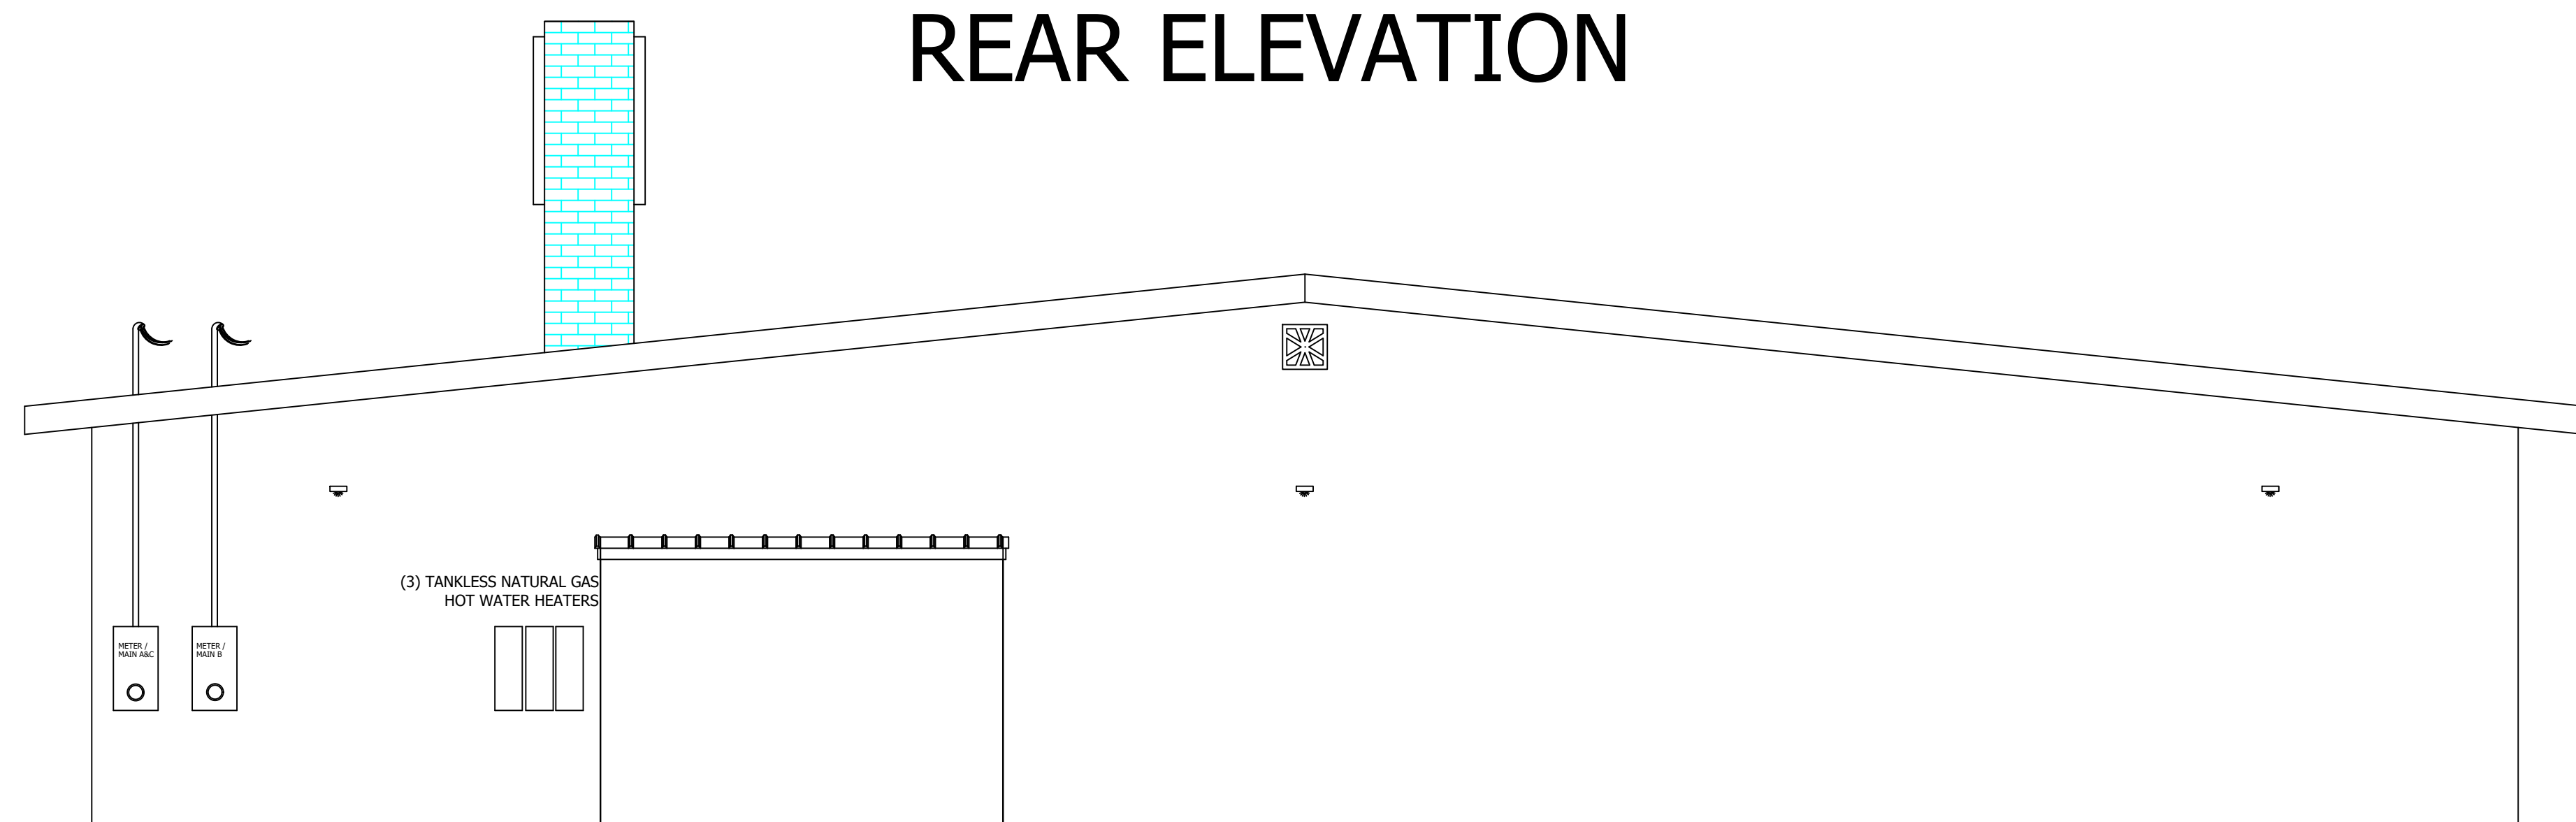 REAR ELEVATION
(3) TANKLESS NATURAL GAS
HOT WATER HEATERS
METER /
MAIN A&C
METER /
MAIN B